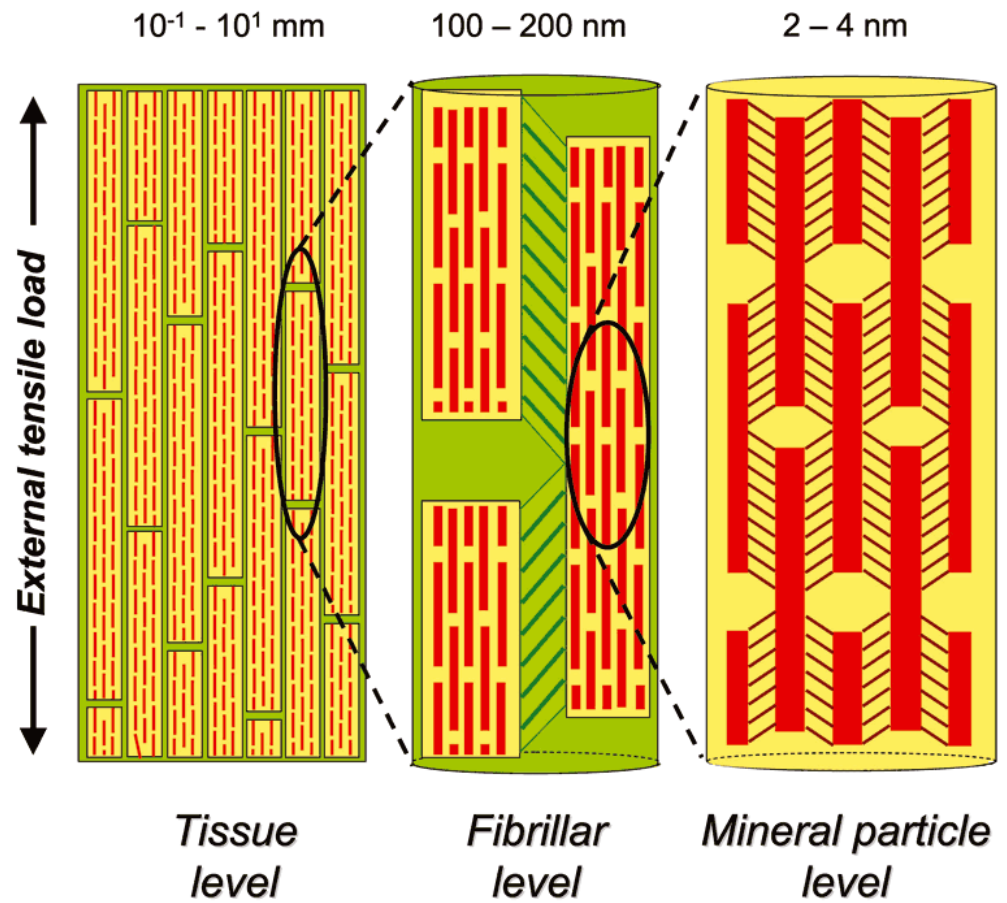 10⁻¹ - 10¹ mm
100 – 200 nm
2 – 4 nm
External tensile load
Tissue
level
Fibrillar
level
Mineral particle
level